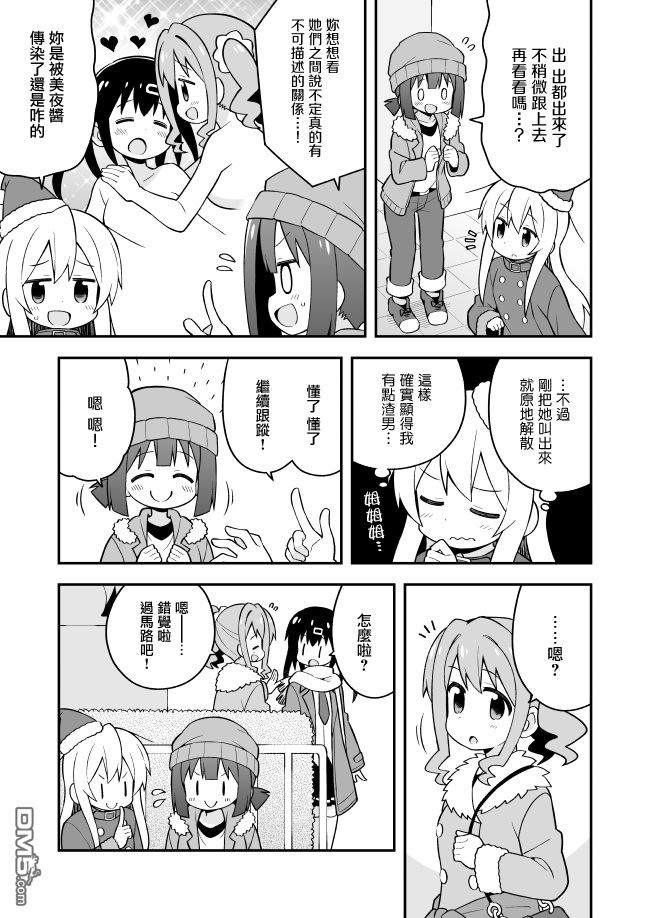 出 出都出來了
不稍微跟上去
再看看嗎…?
妳想想看
她們之間說不定真的有
不可描述的關係…!
妳是被美夜醬
傳染了還是咋的
…不過
剛把她叫出來
就原地解散
這樣
確實顯得我
有點渣男…
姆姆姆…
懂了 懂了
繼續跟蹤!
嗯 嗯!
……嗯?
怎麼啦?
嗯——…
錯覺啦
過馬路吧!
DM5
.com